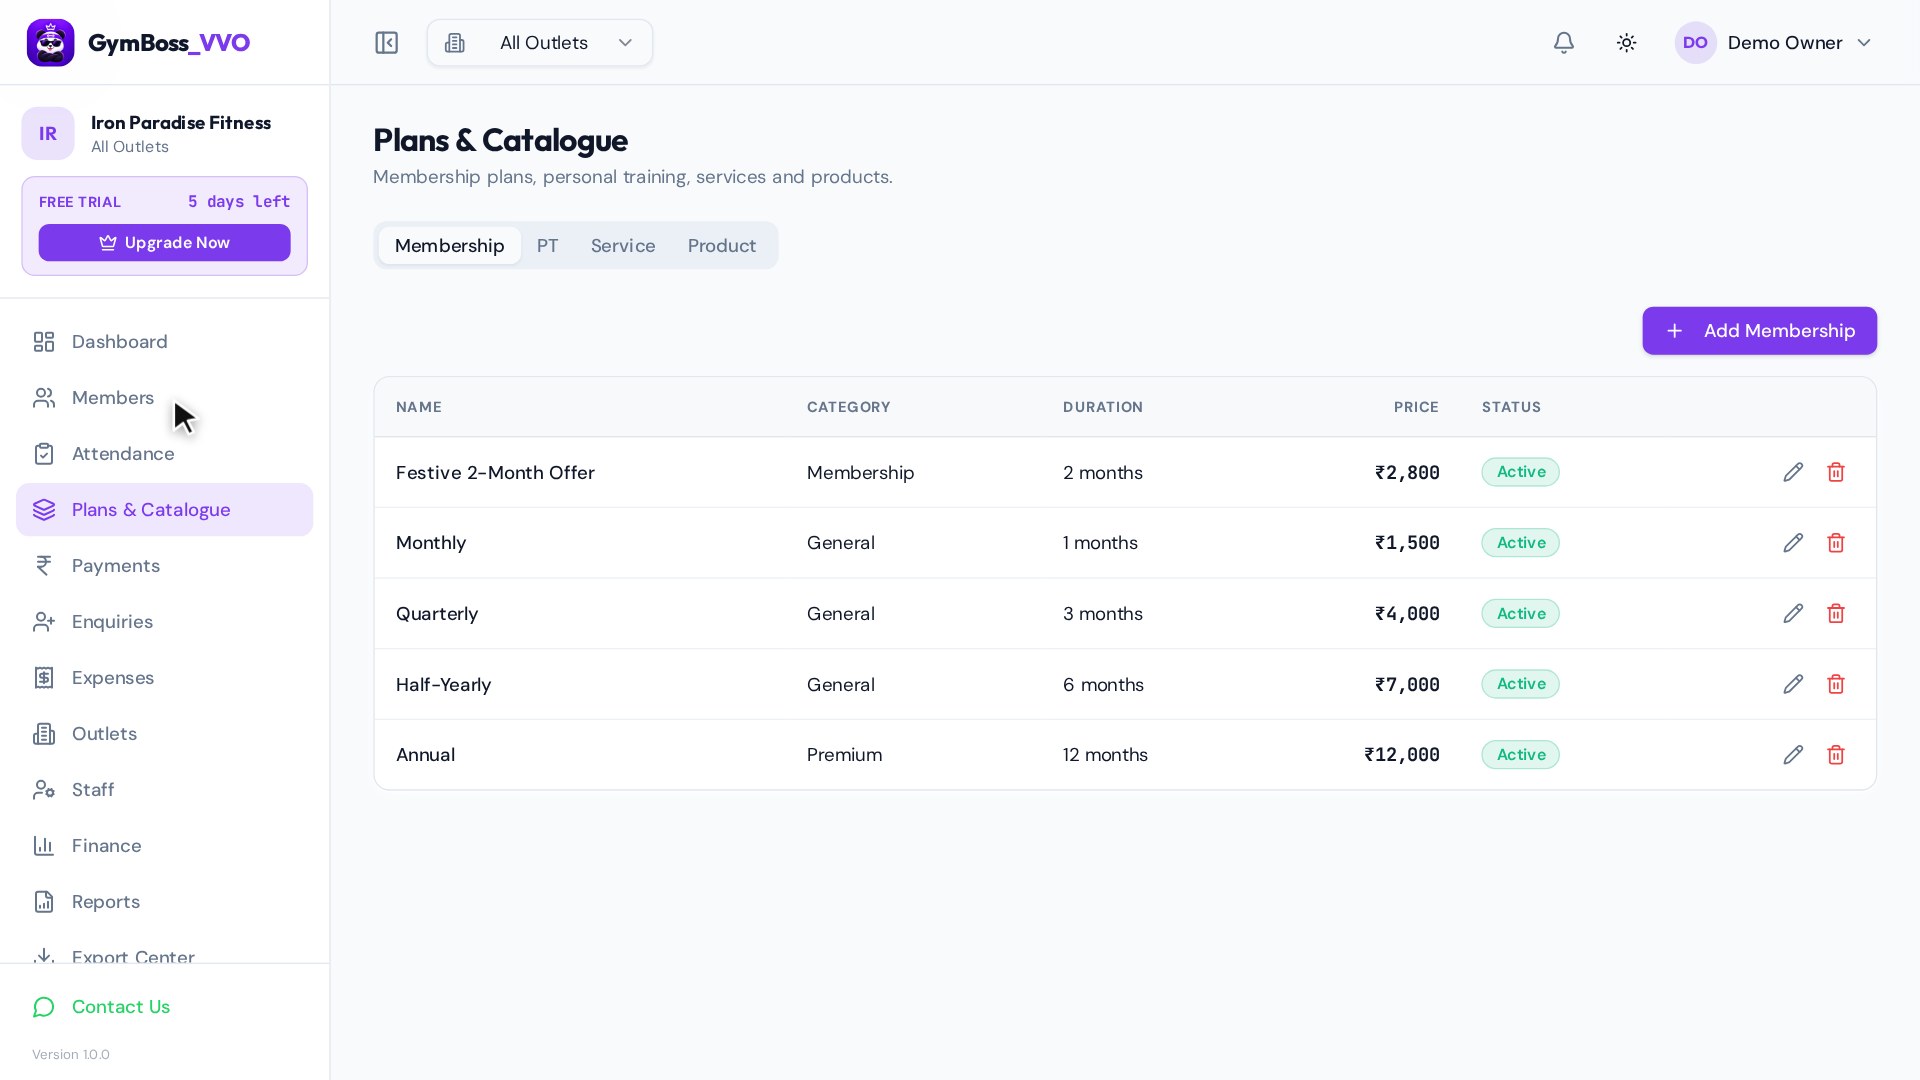 GymBoss_VVO
All Outlets
DO Demo Owner
IR Iron Paradise Fitness
All Outlets
FREE TRIAL 5 days left
Upgrade Now
Dashboard
Members
Attendance
Plans & Catalogue
Payments
Enquiries
Expenses
Outlets
Staff
Finance
Reports
Export Center
Contact Us
Version 1.0.0
Plans & Catalogue
Membership plans, personal training, services and products.
Membership PT Service Product
+ Add Membership
NAME CATEGORY DURATION PRICE STATUS
Festive 2-Month Offer Membership 2 months ₹2,800 Active
Monthly General 1 months ₹1,500 Active
Quarterly General 3 months ₹4,000 Active
Half-Yearly General 6 months ₹7,000 Active
Annual Premium 12 months ₹12,000 Active